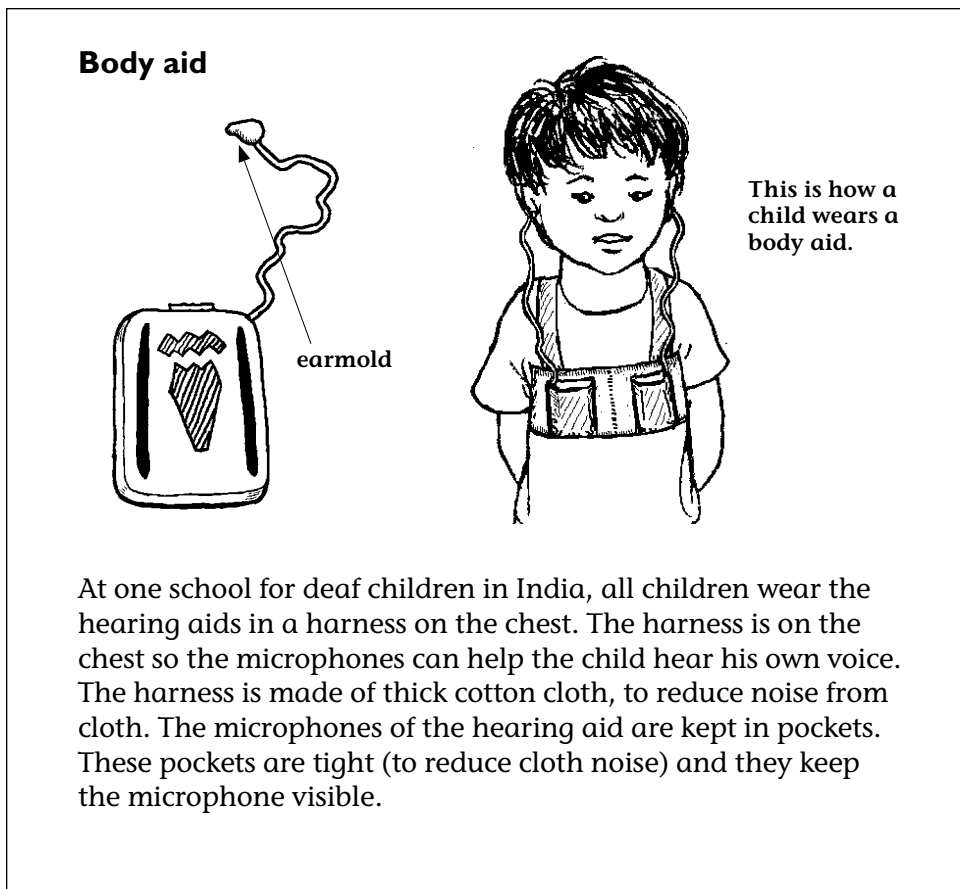 Body aid
This is how a
child wears a
body aid.
earmold
At one school for deaf children in India, all children wear the
hearing aids in a harness on the chest. The harness is on the
chest so the microphones can help the child hear his own voice.
The harness is made of thick cotton cloth, to reduce noise from
cloth. The microphones of the hearing aid are kept in pockets.
These pockets are tight (to reduce cloth noise) and they keep
the microphone visible.